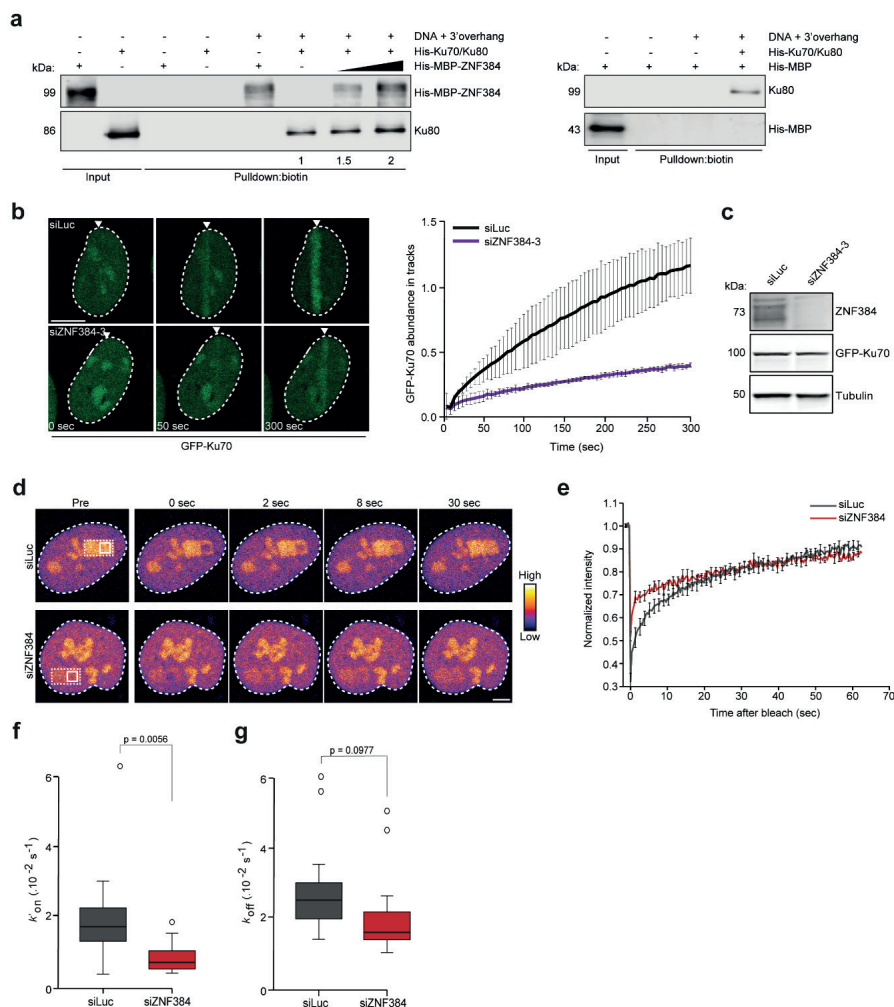 a
- - - - + + + + DNA + 3'overhang
- + - + - + + + His-Ku70/Ku80
kDa: + - + - + - His-MBP-ZNF384
99 His-MBP-ZNF384
86 Ku80
1 1.5 2
Input Pulldown:biotin
- - + + DNA + 3'overhang
- - - + His-Ku70/Ku80
kDa: + + + + His-MBP
99 Ku80
43 His-MBP
Input Pulldown:biotin
b
siLuc
siZNF384-3
0 sec 50 sec 300 sec
GFP-Ku70
GFP-Ku70 abundance in tracks
1.5
1.0
0.5
0.0
siLuc
siZNF384-3
50 100 150 200 250 300
Time (sec)
c
siLuc siZNF384-3
kDa:
73 ZNF384
100 GFP-Ku70
50 Tubulin
d
Pre 0 sec 2 sec 8 sec 30 sec
siLuc
siZNF384
High
Low
e
Normalized intensity
1.1
1.0
0.9
0.8
0.7
0.6
0.5
0.4
0.3
siLuc
siZNF384
0 10 20 30 40 50 60 70
Time after bleach (sec)
f
p = 0.0056
k'on (.10-2 s-1)
6
4
2
0
siLuc siZNF384
g
p = 0.0977
koff (.10-2 s-1)
6
4
2
0
siLuc siZNF384